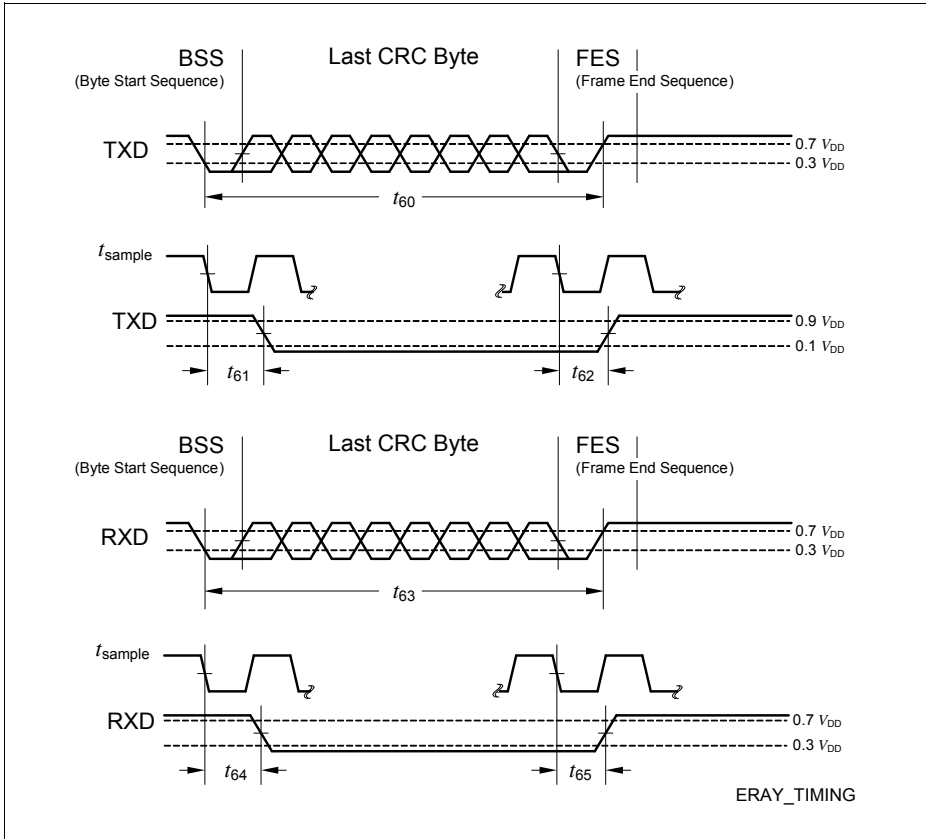 BSS Last CRC Byte FES
(Byte Start Sequence) (Frame End Sequence)
TXD
0.7 VDD
0.3 VDD
t60
tsample
TXD
0.9 VDD
0.1 VDD
t61 t62
BSS Last CRC Byte FES
(Byte Start Sequence) (Frame End Sequence)
RXD
0.7 VDD
0.3 VDD
t63
tsample
RXD
0.7 VDD
0.3 VDD
t64 t65
ERAY_TIMING